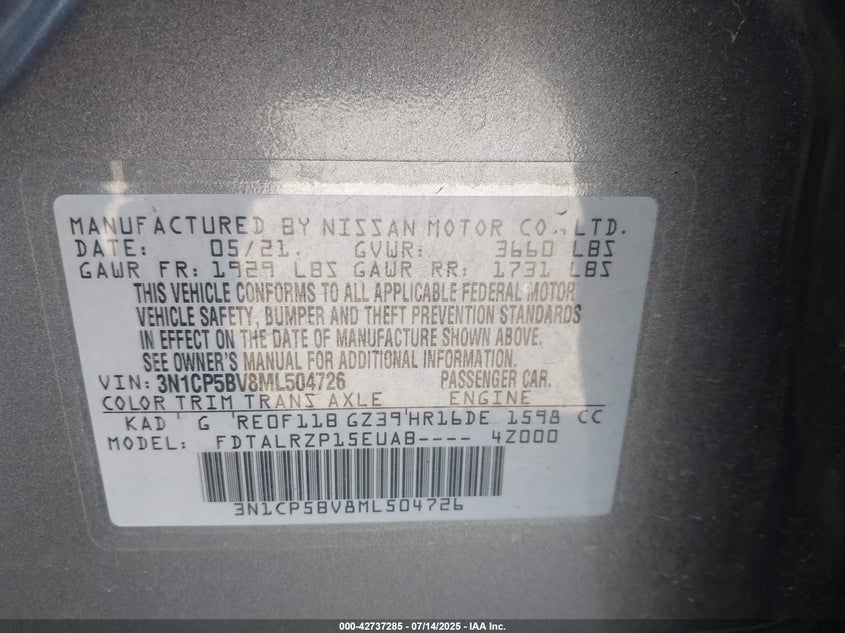 MANUFACTURED BY NISSAN MOTOR CO., LTD.
DATE: 05/21. GVWR: 3660 LBS
GAWR FR: 1929 LBS GAWR RR: 1731 LBS
THIS VEHICLE CONFORMS TO ALL APPLICABLE FEDERAL MOTOR
VEHICLE SAFETY, BUMPER AND THEFT PREVENTION STANDARDS
IN EFFECT ON THE DATE OF MANUFACTURE SHOWN ABOVE.
SEE OWNER'S MANUAL FOR ADDITIONAL INFORMATION.
VIN: 3N1CP5BV8ML504726 PASSENGER CAR.
COLOR TRIM TRANS AXLE ENGINE
KAD ' G 'RE0F11B GZ39'HR16DE 1598 CC
MODEL: FDTALRZP15EUAB---- 4Z000
3N1CP5BV8ML504726
000-42737285 - 07/14/2025 - IAA Inc.